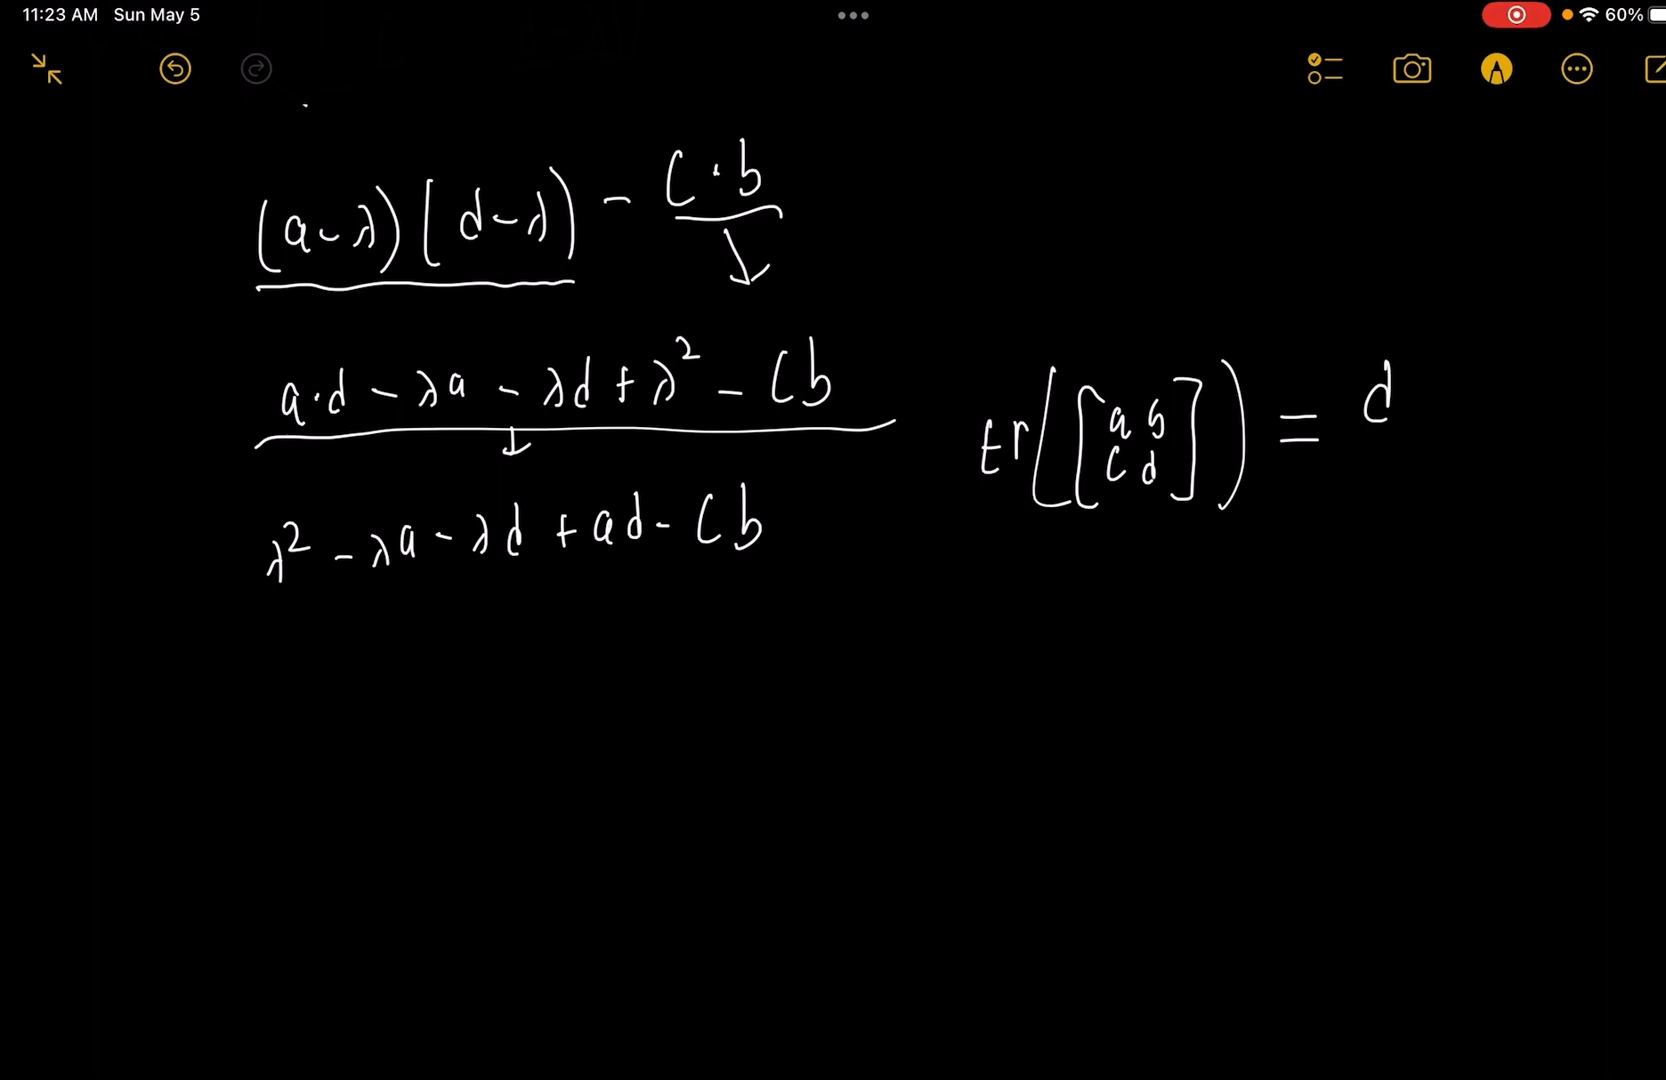 11:23 AM Sun May 5
60%
(a-λ)(d-λ) - C·b
a·d - λa - λd + λ² - Cb
tr([a b
c d]) = d
λ² - λa - λd + ad - Cb